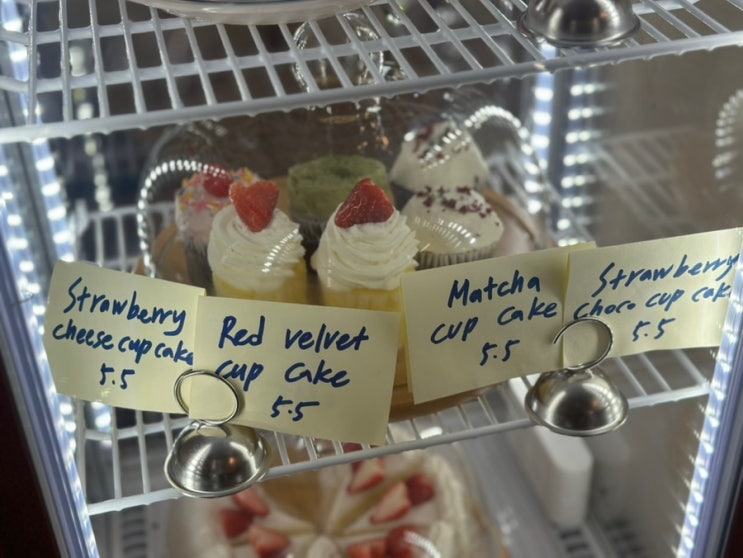 Strawberry
cheese cup cake
5.5
Red velvet
cup cake
5.5
Matcha
cup cake
5.5
Strawberry
choco cup cake
5.5